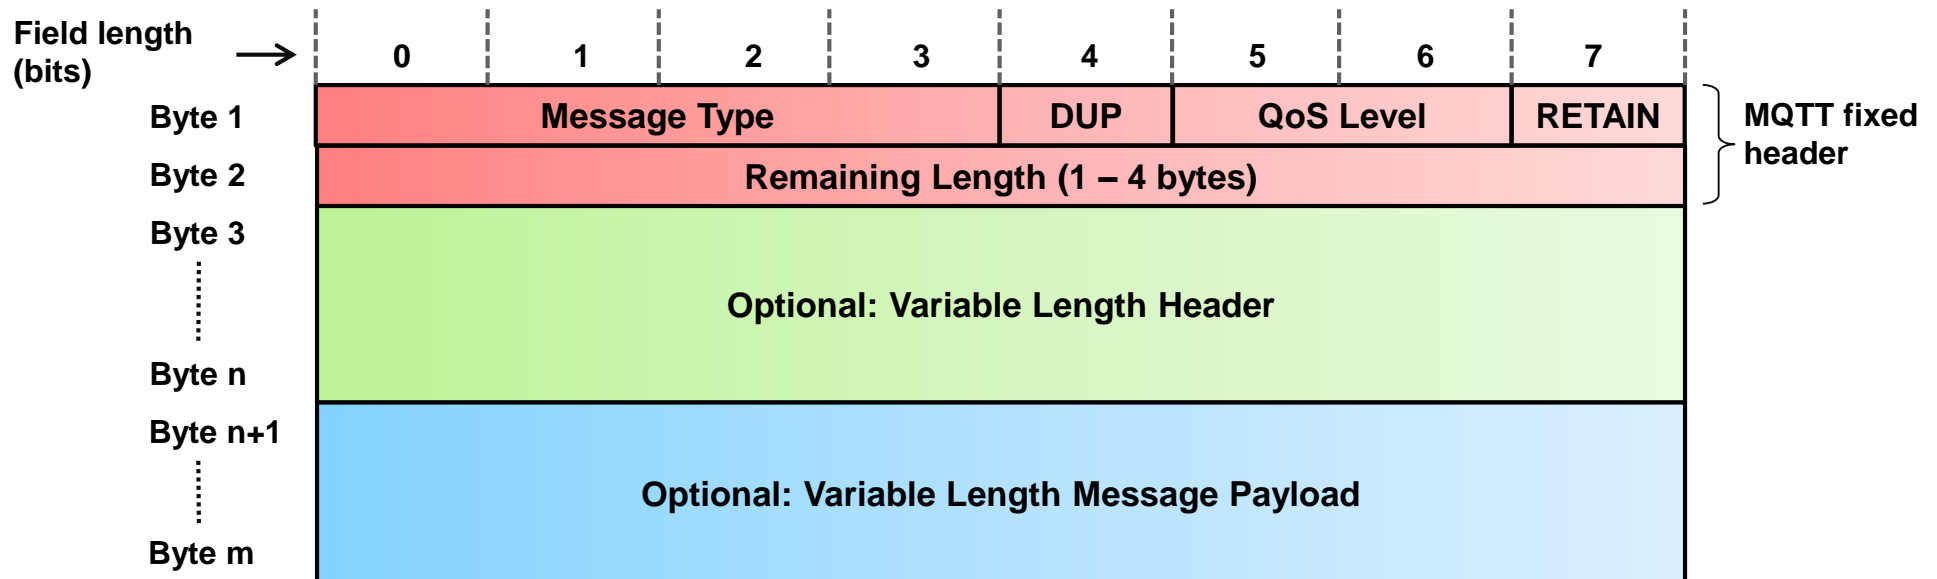 Field length
(bits)
0 1 2 3 4 5 6 7
Byte 1 Message Type DUP QoS Level RETAIN
MQTT fixed
header
Byte 2 Remaining Length (1 – 4 bytes)
Byte 3
Optional: Variable Length Header
Byte n
Byte n+1
Optional: Variable Length Message Payload
Byte m